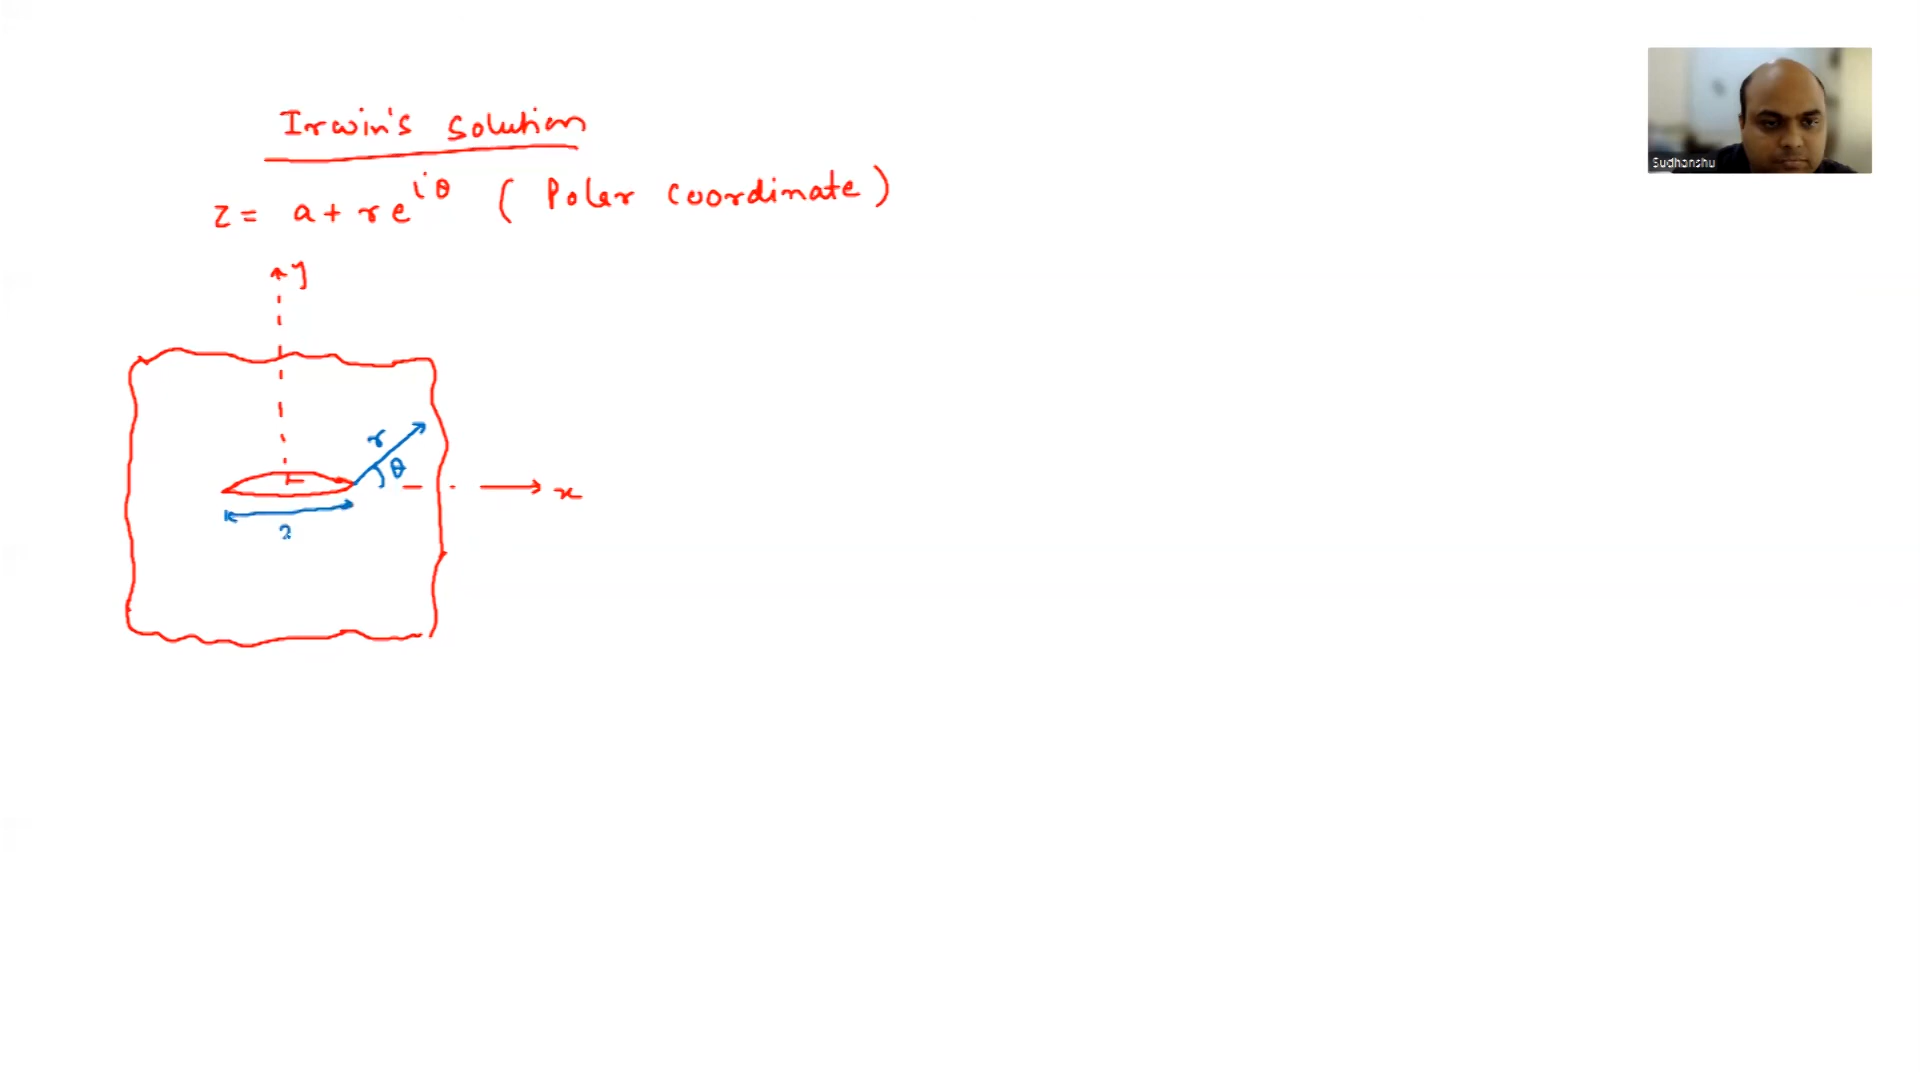 Irwin's solution
z = a + re^{iθ} (Polar coordinate)
y
r
θ
x
2
Sudhanshu